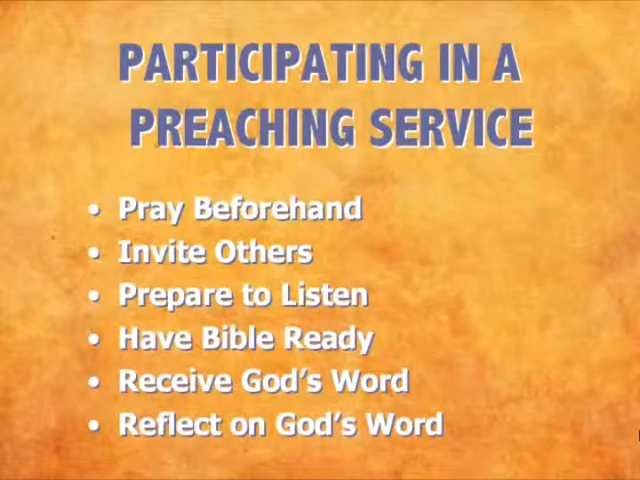 PARTICIPATING IN A
PREACHING SERVICE
• Pray Beforehand
• Invite Others
• Prepare to Listen
• Have Bible Ready
• Receive God's Word
• Reflect on God's Word